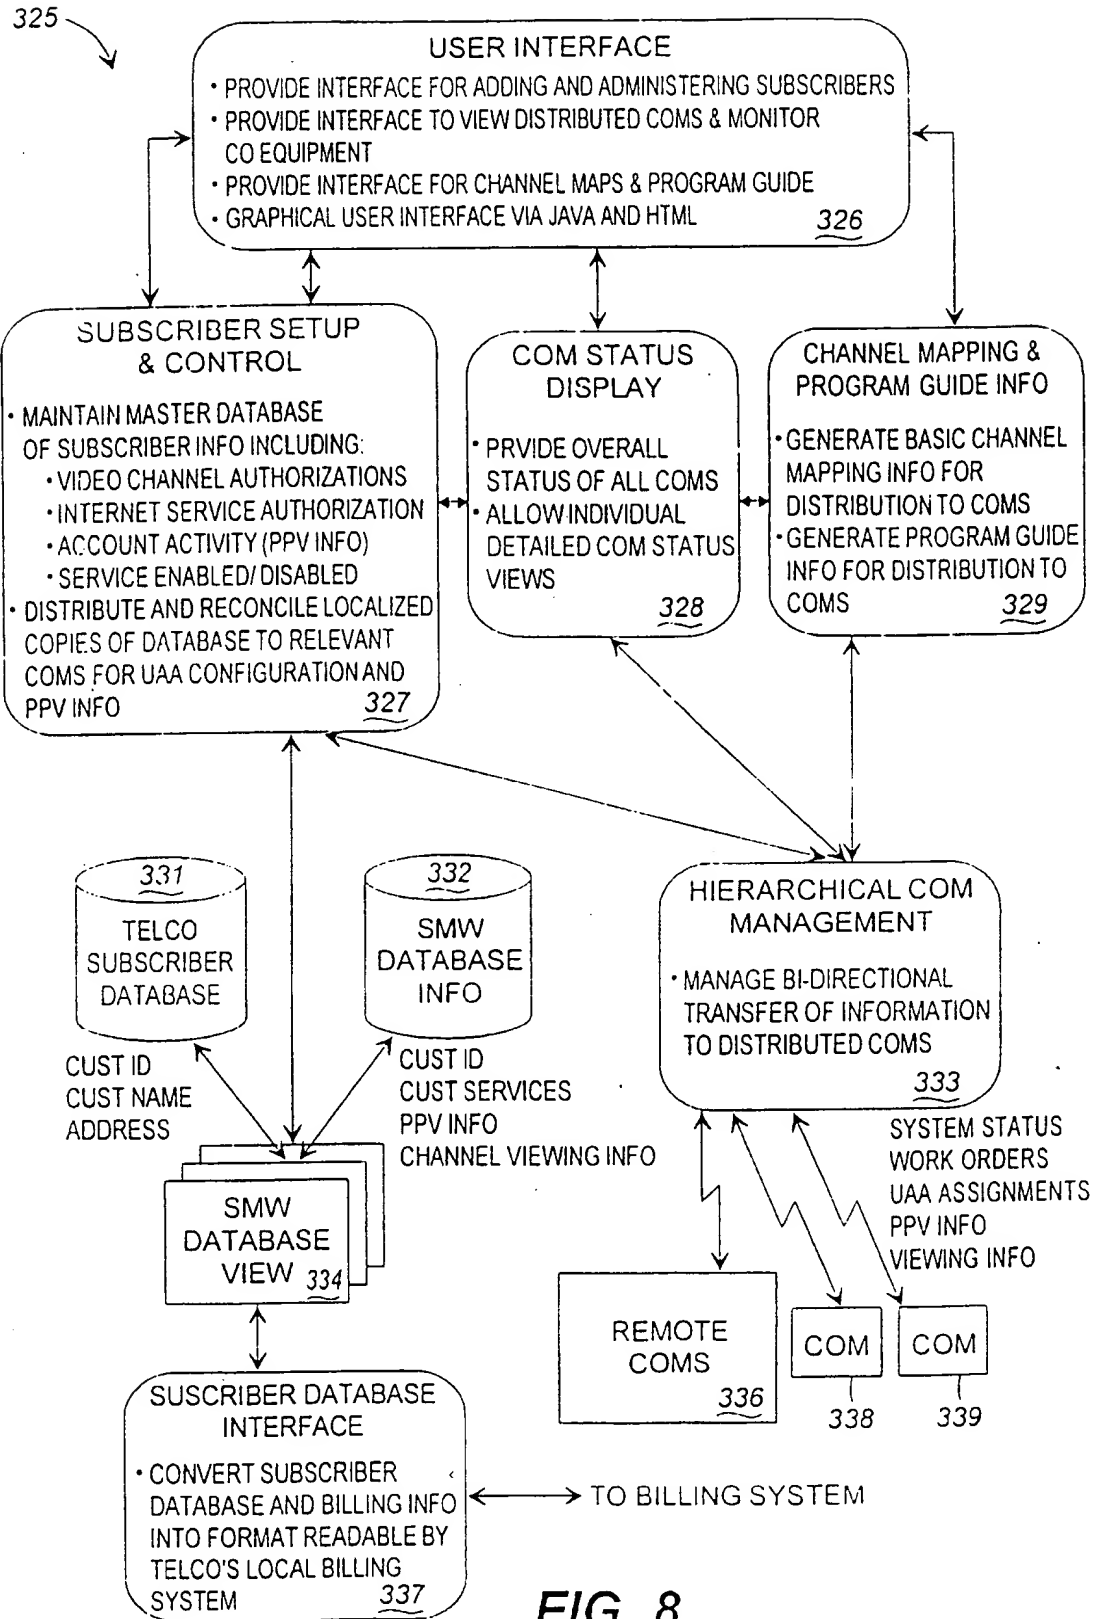 325
USER INTERFACE
• PROVIDE INTERFACE FOR ADDING AND ADMINISTERING SUBSCRIBERS
• PROVIDE INTERFACE TO VIEW DISTRIBUTED COMS & MONITOR
CO EQUIPMENT
• PROVIDE INTERFACE FOR CHANNEL MAPS & PROGRAM GUIDE
• GRAPHICAL USER INTERFACE VIA JAVA AND HTML
326
SUBSCRIBER SETUP
& CONTROL
• MAINTAIN MASTER DATABASE
OF SUBSCRIBER INFO INCLUDING:
• VIDEO CHANNEL AUTHORIZATIONS
• INTERNET SERVICE AUTHORIZATION
• ACCOUNT ACTIVITY (PPV INFO)
• SERVICE ENABLED/DISABLED
• DISTRIBUTE AND RECONCILE LOCALIZED
COPIES OF DATABASE TO RELEVANT
COMS FOR UAA CONFIGURATION AND
PPV INFO
327
COM STATUS
DISPLAY
• PRVIDE OVERALL
STATUS OF ALL COMS
• ALLOW INDIVIDUAL
DETAILED COM STATUS
VIEWS
328
CHANNEL MAPPING &
PROGRAM GUIDE INFO
• GENERATE BASIC CHANNEL
MAPPING INFO FOR
DISTRIBUTION TO COMS
• GENERATE PROGRAM GUIDE
INFO FOR DISTRIBUTION TO
COMS
329
331
TELCO
SUBSCRIBER
DATABASE
332
SMW
DATABASE
INFO
HIERARCHICAL COM
MANAGEMENT
• MANAGE BI-DIRECTIONAL
TRANSFER OF INFORMATION
TO DISTRIBUTED COMS
333
CUST ID
CUST NAME
ADDRESS
CUST ID
CUST SERVICES
PPV INFO
CHANNEL VIEWING INFO
SYSTEM STATUS
WORK ORDERS
UAA ASSIGNMENTS
PPV INFO
VIEWING INFO
SMW
DATABASE
VIEW
334
REMOTE
COMS
336
COM
338
COM
339
SUSCRIBER DATABASE
INTERFACE
• CONVERT SUBSCRIBER
DATABASE AND BILLING INFO
INTO FORMAT READABLE BY
TELCO'S LOCAL BILLING
SYSTEM
337
TO BILLING SYSTEM
FIG. 8